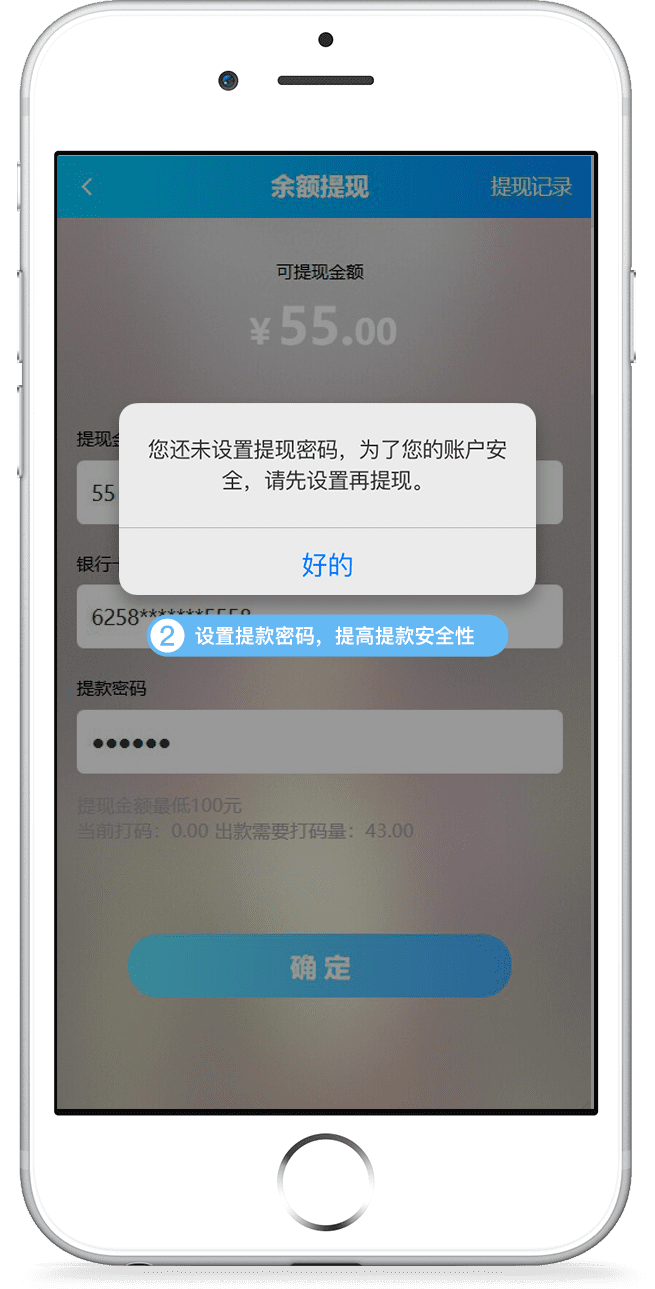 余额提现 提现记录
可提现金额
¥55.00
提现金
您还未设置提现密码，为了您的账户安
全，请先设置再提现。
55
好的
银行卡
6258*******5558
② 设置提款密码，提高提款安全性
提款密码
●●●●●●
提现金额最低100元
当前打码：0.00 出款需要打码量：43.00
确 定